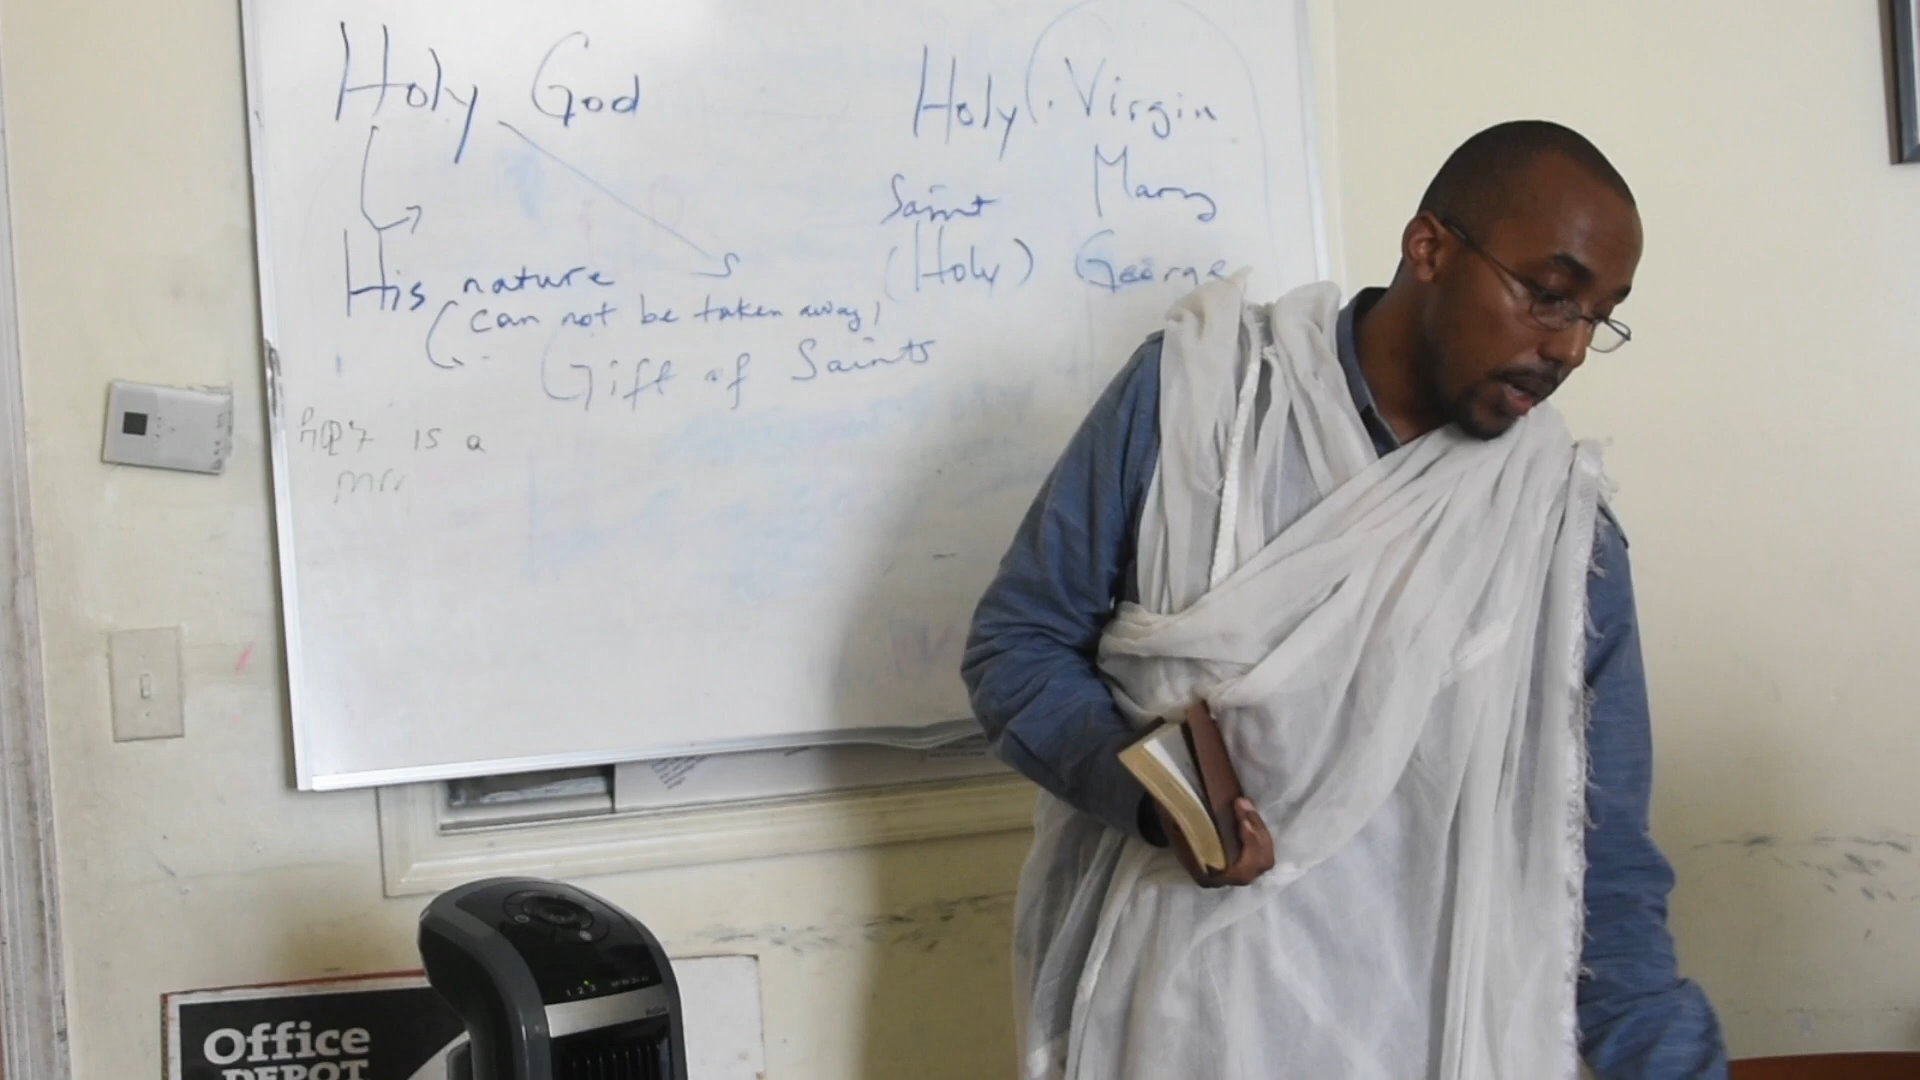 Holy God
His nature
can not be taken away,
Gift of Saints
is a
Holy Virgin
Saint Mary
(Holy) George
Office
DEPOT